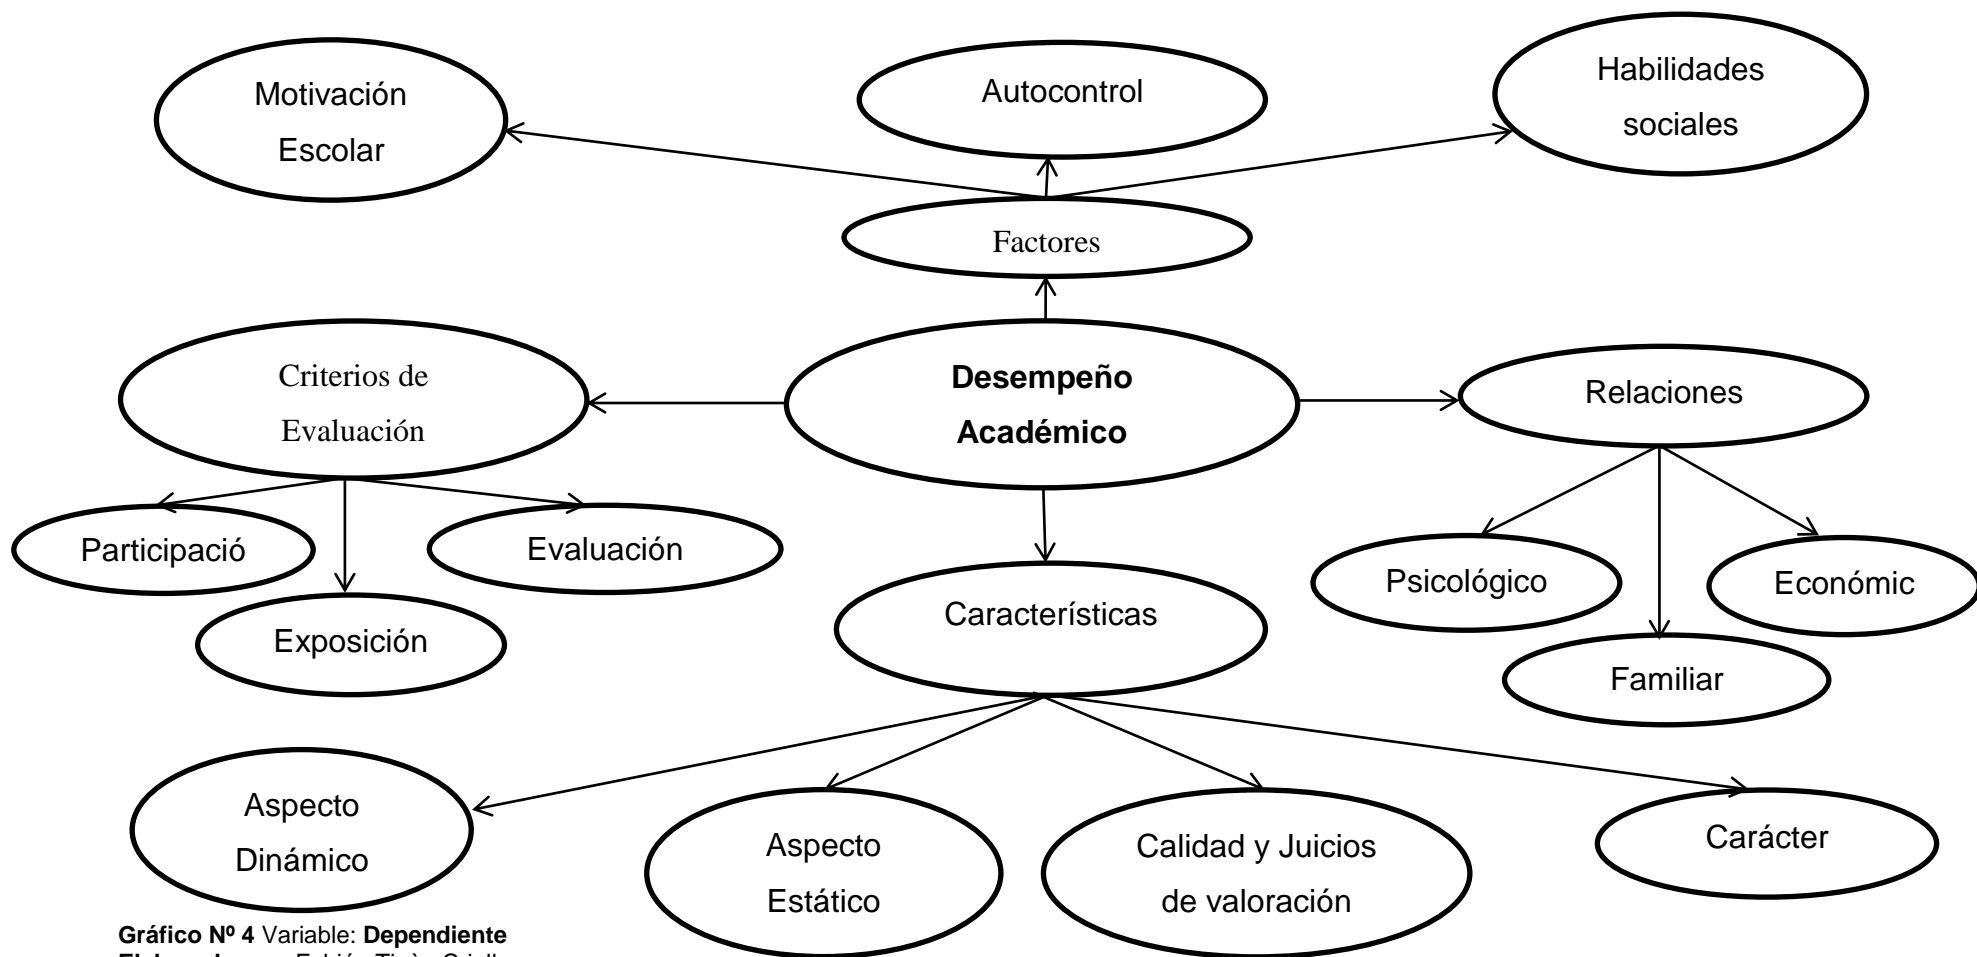 Motivación
Escolar
Autocontrol
Habilidades
sociales
Factores
Criterios de
Evaluación
Desempeño
Académico
Relaciones
Participació
Evaluación
Exposición
Característísticas
Psicológico
Económic
Familiar
Aspecto
Dinámico
Aspecto
Estático
Calidad y Juicios
de valoración
Carácter
Gráfico Nº 4 Variable: Dependiente